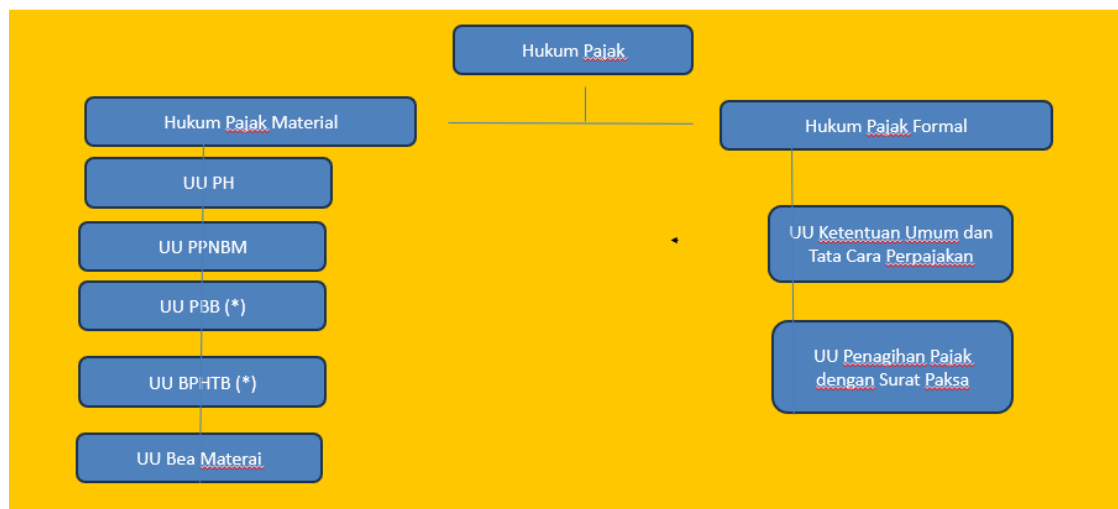 Hukum Pajak
Hukum Pajak Material
UU PH
UU PPNBM
UU PBB (*)
UU BPHTB (*)
UU Bea Materai
Hukum Pajak Formal
UU Ketentuan Umum dan
Tata Cara Perpajakan
UU Penagihan Pajak
dengan Surat Paksa